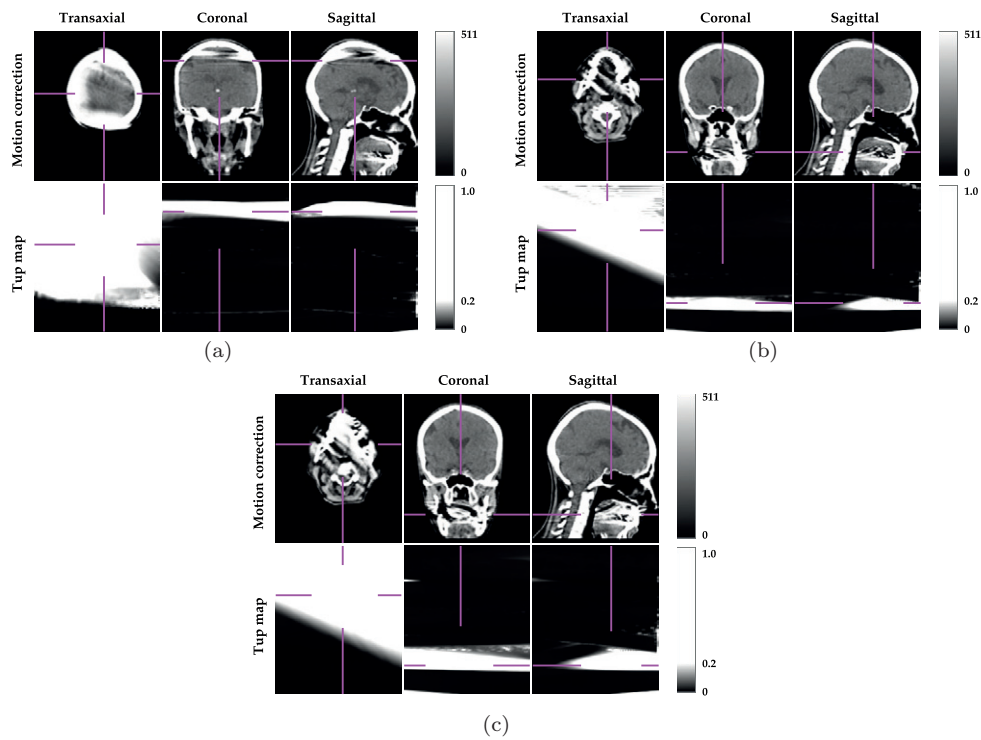 Transaxial Coronal Sagittal
Motion correction
511
0
Tup map
1.0
0.2
0
(a)
Transaxial Coronal Sagittal
Motion correction
511
0
Tup map
1.0
0.2
0
(b)
Transaxial Coronal Sagittal
Motion correction
511
0
Tup map
1.0
0.2
0
(c)